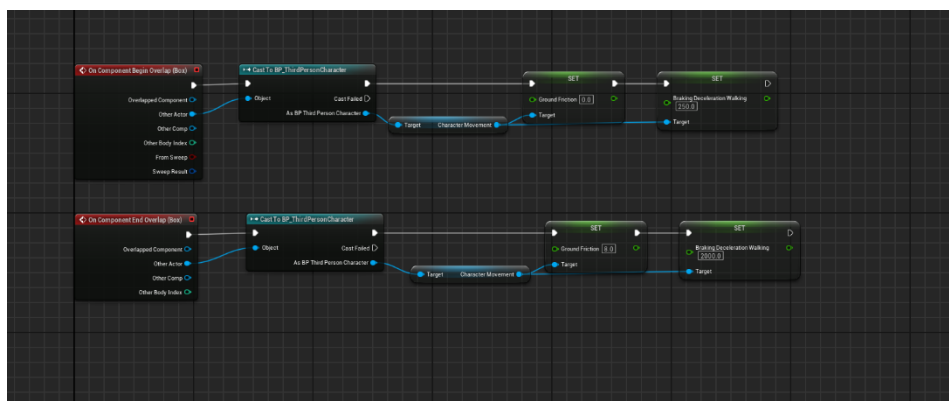 On Component Begin Overlap (Box)
Overlapped Component
Other Actor
Other Comp
Other Body Index
From Sweep
Sweep Result
Cast To BP_ThirdPersonCharacter
Object
Cast Failed
As BP Third Person Character
Target Character Movement
SET
Ground Friction 0.0
Target
SET
Braking Deceleration Walking
250.0
Target
On Component End Overlap (Box)
Overlapped Component
Other Actor
Other Comp
Other Body Index
Cast To BP_ThirdPersonCharacter
Object
Cast Failed
As BP Third Person Character
Target Character Movement
SET
Ground Friction 8.0
Target
SET
Braking Deceleration Walking
2000.0
Target